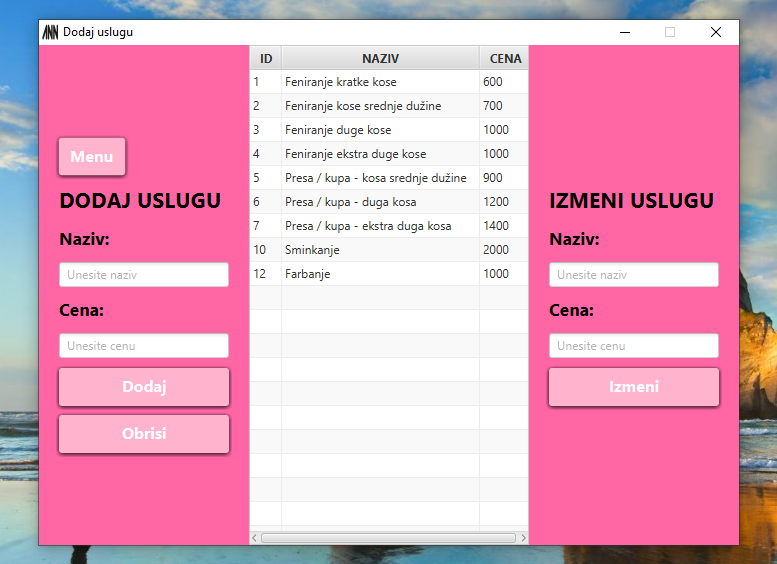 ANN Dodaj uslugu
Menu
DODAJ USLUGU
Naziv:
Unesite naziv
Cena:
Unesite cenu
Dodaj
Obrisi
ID NAZIV CENA
1 Feniranje kratke kose 600
2 Feniranje kose srednje dužine 700
3 Feniranje duge kose 1000
4 Feniranje ekstra duge kose 1000
5 Presa / kupa - kosa srednje dužine 900
6 Presa / kupa - duga kosa 1200
7 Presa / kupa - ekstra duga kosa 1400
10 Sminkanje 2000
12 Farbanje 1000
IZMENI USLUGU
Naziv:
Unesite naziv
Cena:
Unesite cenu
Izmeni